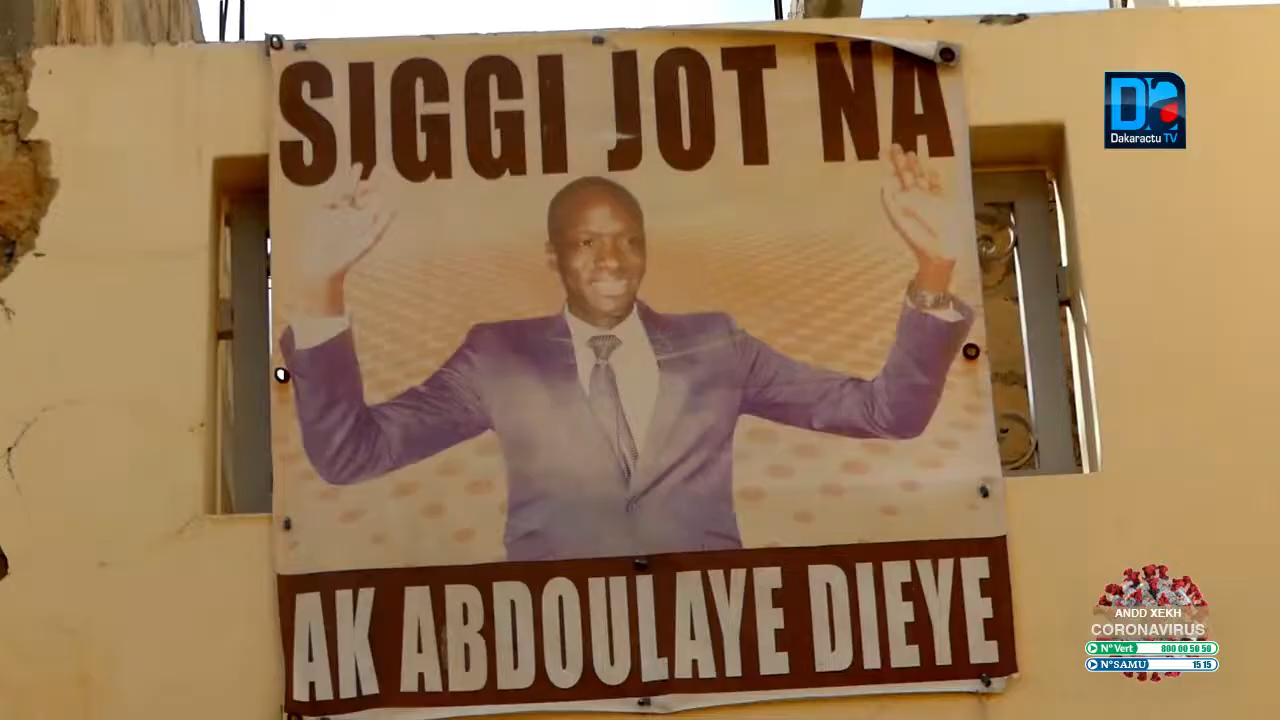 SIGGI JOT NA
AK ABDOULAYE DIEYE
Dakaractu TV
ANDD XEKH
CORONAVIRUS
N° Vert 800 00 50 50
N° SAMU 15 15